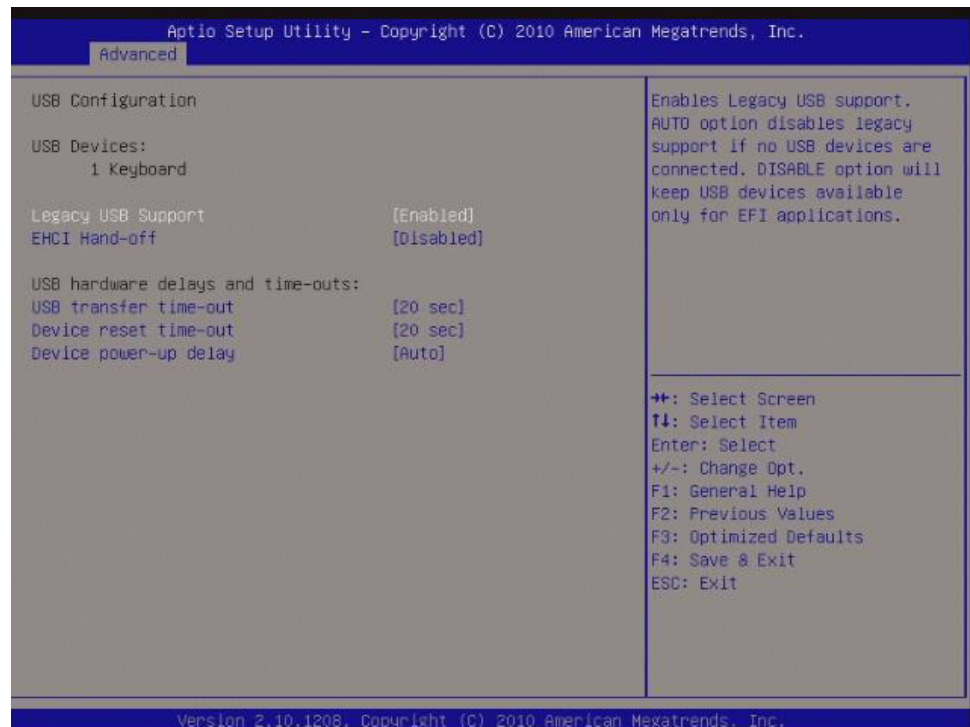 Aptio Setup Utility – Copyright (C) 2010 American Megatrends, Inc.
Advanced
USB Configuration
USB Devices:
1 Keyboard
Legacy USB Support [Enabled]
EHCI Hand-off [Disabled]
USB hardware delays and time-outs:
USB transfer time-out [20 sec]
Device reset time-out [20 sec]
Device power-up delay [Auto]
Enables Legacy USB support.
AUTO option disables legacy
support if no USB devices are
connected. DISABLE option will
keep USB devices available
only for EFI applications.
→←: Select Screen
↑↓: Select Item
Enter: Select
+/-: Change Opt.
F1: General Help
F2: Previous Values
F3: Optimized Defaults
F4: Save & Exit
ESC: Exit
Version 2.10.1208. Copyright (C) 2010 American Megatrends, Inc.